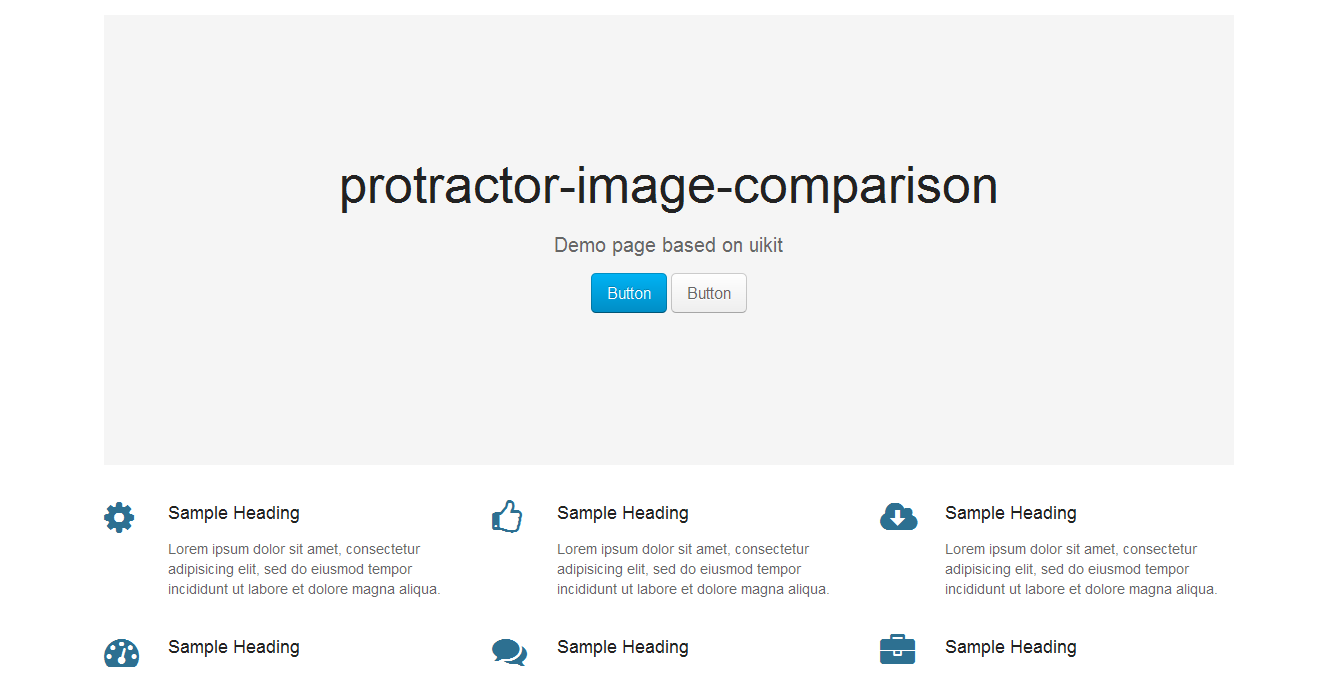 protractor-image-comparison
Demo page based on uikit
Button Button
Sample Heading Sample Heading Sample Heading
Lorem ipsum dolor sit amet, consectetur
adipisicing elit, sed do eiusmod tempor
incididunt ut labore et dolore magna aliqua.
Lorem ipsum dolor sit amet, consectetur
adipisicing elit, sed do eiusmod tempor
incididunt ut labore et dolore magna aliqua.
Lorem ipsum dolor sit amet, consectetur
adipisicing elit, sed do eiusmod tempor
incididunt ut labore et dolore magna aliqua.
Sample Heading Sample Heading Sample Heading